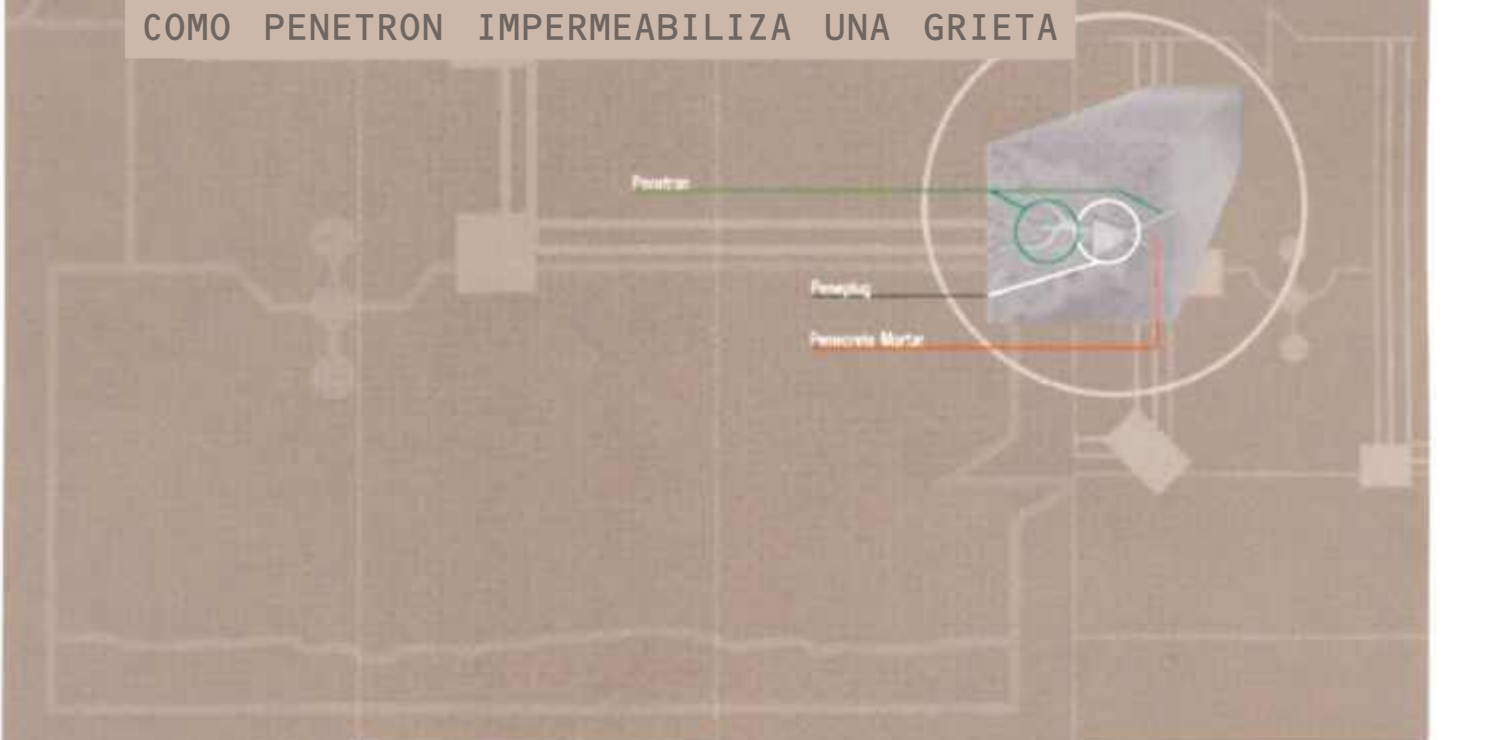 COMO PENETRON IMPERMEABILIZA UNA GRIETA
Penetron
Peneplug
Penecrete Mortar